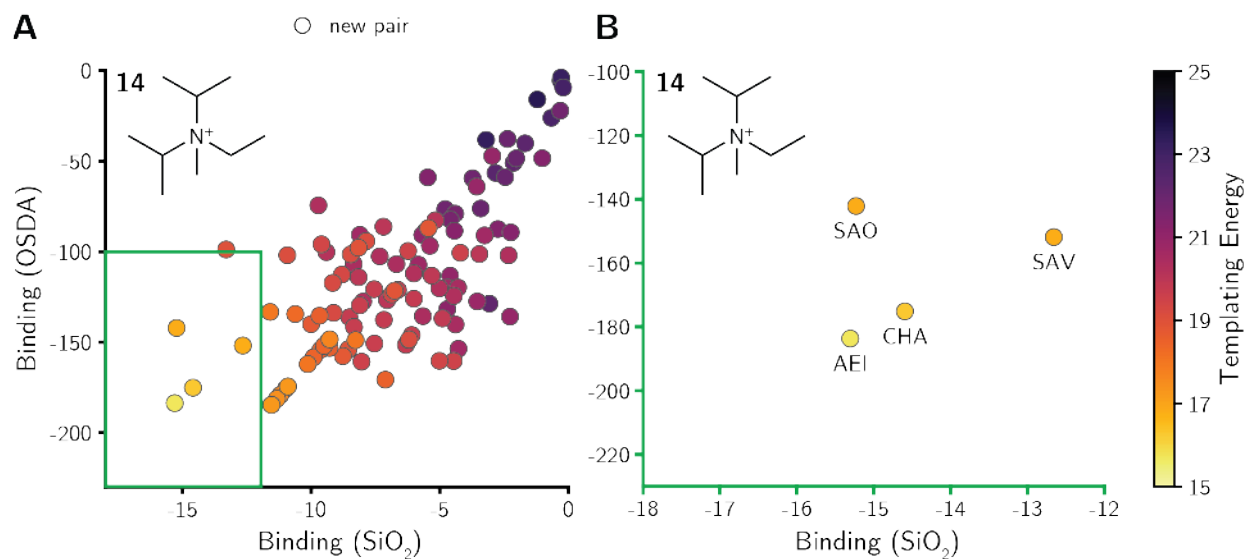 A
new pair
B
0
-50
-100
-150
-200
Binding (OSDA)
14
N+
-15
-10
-5
0
Binding (SiO2)
-100
-120
-140
-160
-180
-200
-220
14
N+
SAO
SAV
CHA
AEI
-18
-17
-16
-15
-14
-13
-12
Binding (SiO2)
25
23
21
19
17
15
Templating Energy